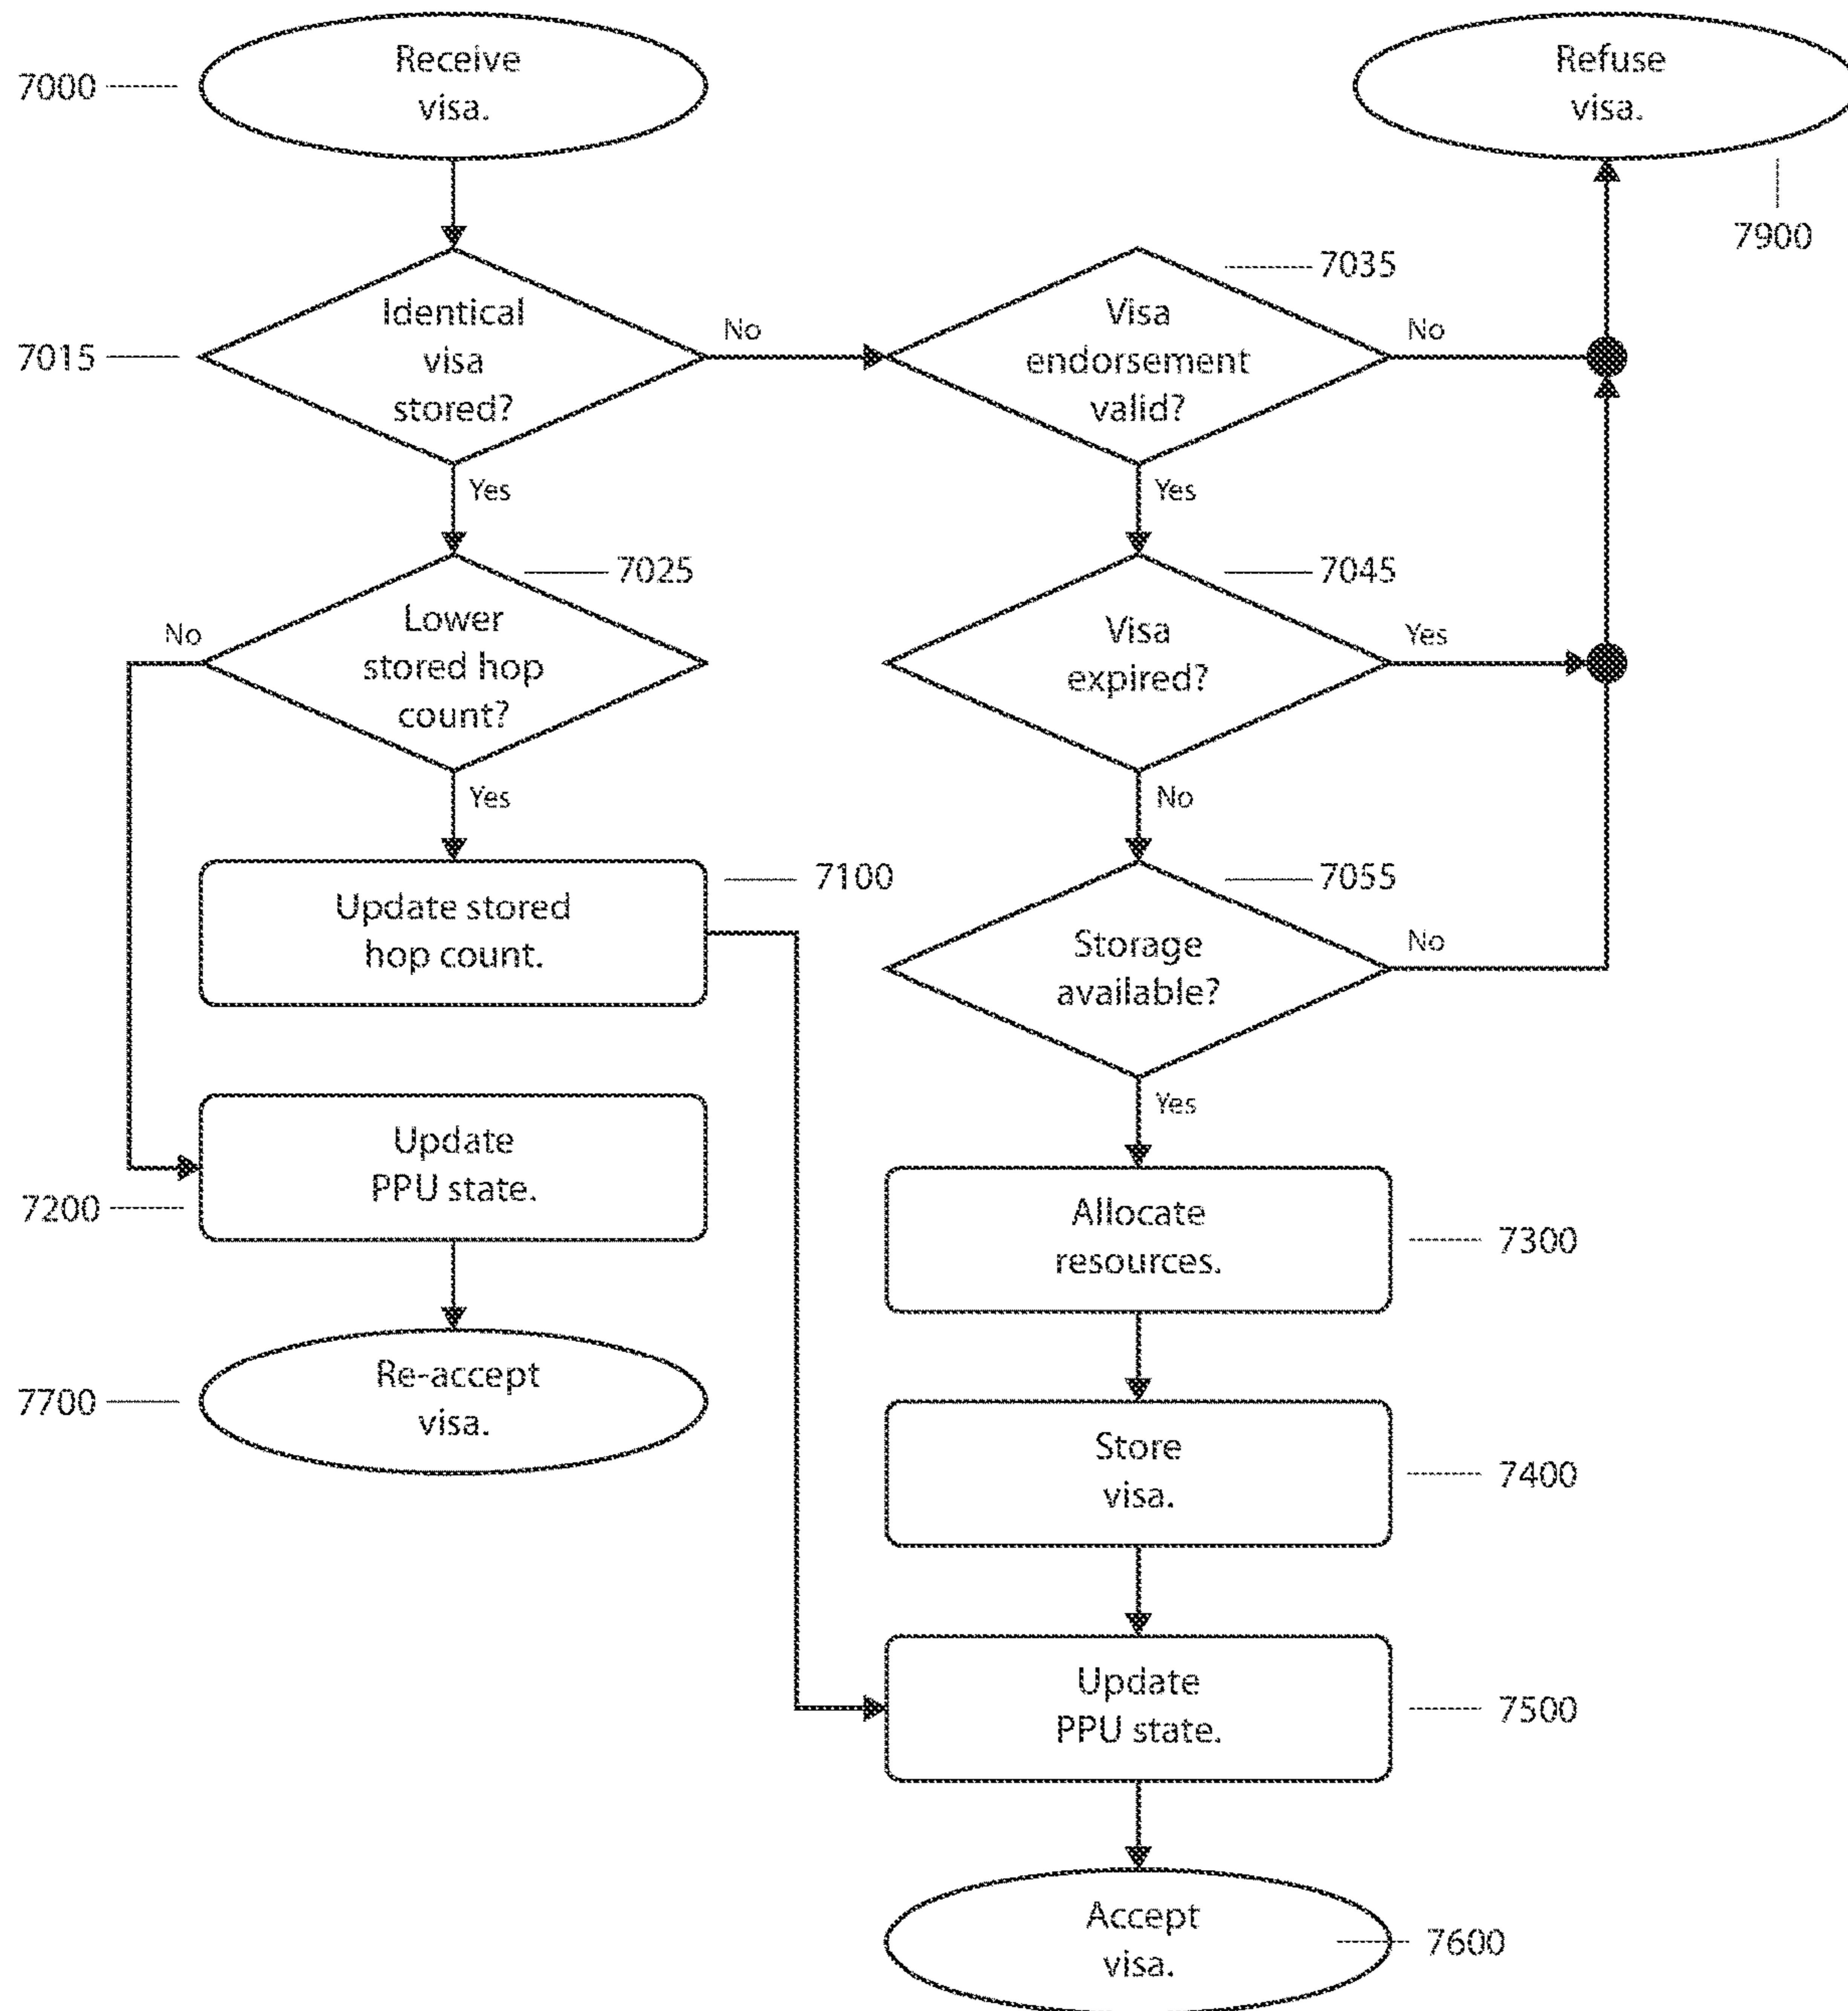 7000
Receive
visa.
Refuse
visa.
7900
7015
Identical
visa
stored?
No
7035
Visa
endorsement
valid?
No
Yes
Yes
7025
Lower
stored hop
count?
No
7045
Visa
expired?
Yes
Yes
No
Update stored
hop count.
7100
7055
Storage
available?
No
Yes
Update
PPU state.
7200
Allocate
resources.
7300
7700
Re-accept
visa.
Store
visa.
7400
Update
PPU state.
7500
Accept
visa.
7600